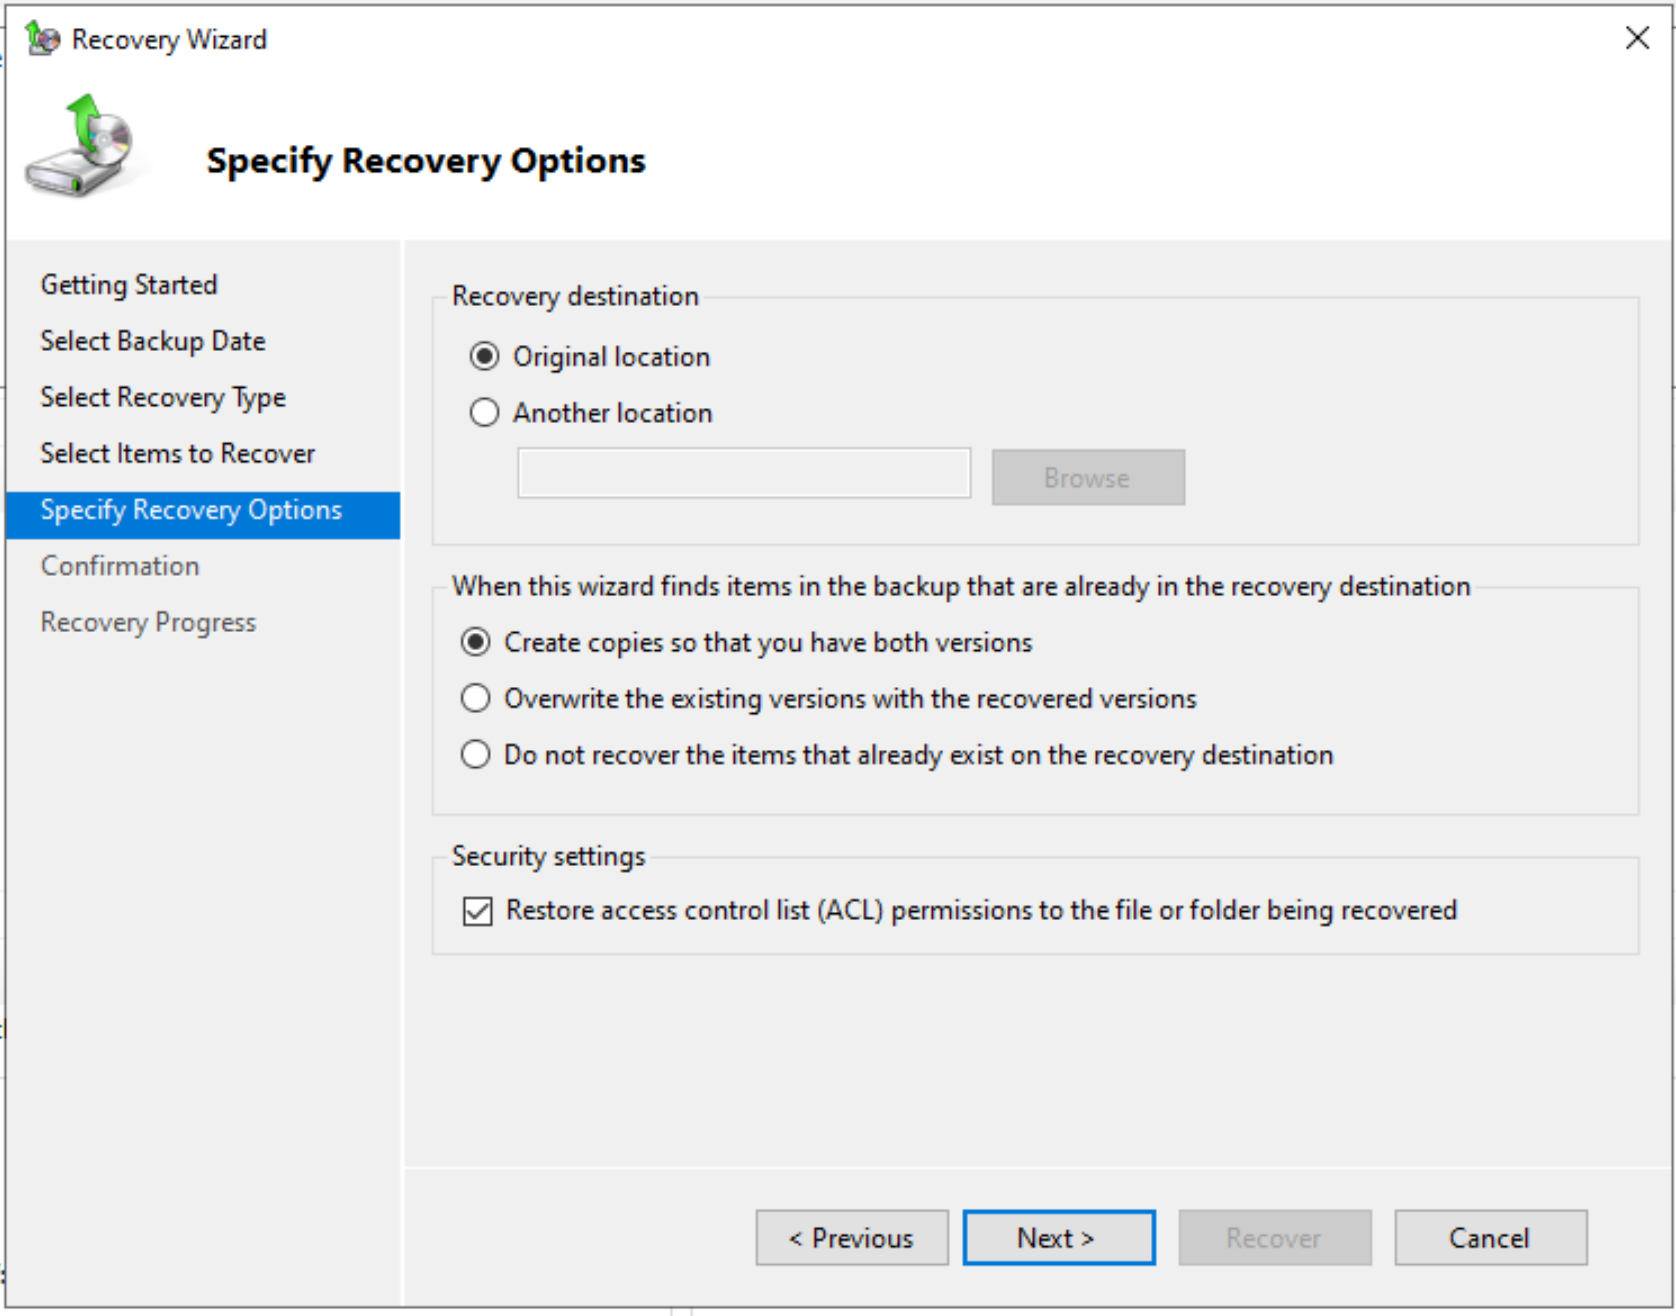 Recovery Wizard
Specify Recovery Options
Getting Started
Select Backup Date
Select Recovery Type
Select Items to Recover
Specify Recovery Options
Confirmation
Recovery Progress
Recovery destination
Original location
Another location
Browse
When this wizard finds items in the backup that are already in the recovery destination
Create copies so that you have both versions
Overwrite the existing versions with the recovered versions
Do not recover the items that already exist on the recovery destination
Security settings
Restore access control list (ACL) permissions to the file or folder being recovered
< Previous
Next >
Recover
Cancel